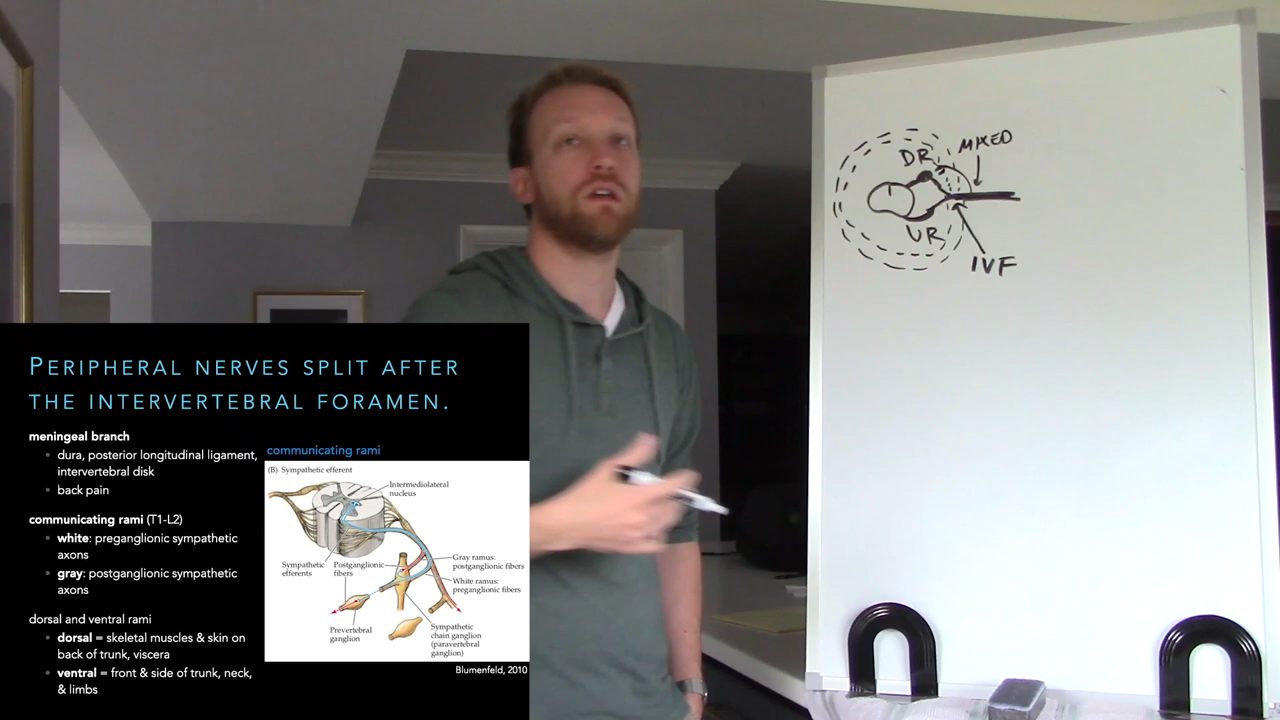 DR
MIXED
VR
IVF
PERIPHERAL NERVES SPLIT AFTER
THE INTERVERTEBRAL FORAMEN.
meningeal branch
• dura, posterior longitudinal ligament,
intervertebral disk
• back pain
communicating rami (T1-L2)
• white: preganglionic sympathetic
axons
• gray: postganglionic sympathetic
axons
dorsal and ventral rami
• dorsal = skeletal muscles & skin on
back of trunk, viscera
• ventral = front & side of trunk, neck,
& limbs
communicating rami
(B) Sympathetic efferent
Intermediolateral
nucleus
Sympathetic
efferents
Postganglionic
fibers
Gray ramus:
postganglionic fibers
White ramus:
preganglionic fibers
Prevertebral
ganglion
Sympathetic
chain ganglion
(paravertebral
ganglion)
Blumenfeld, 2010